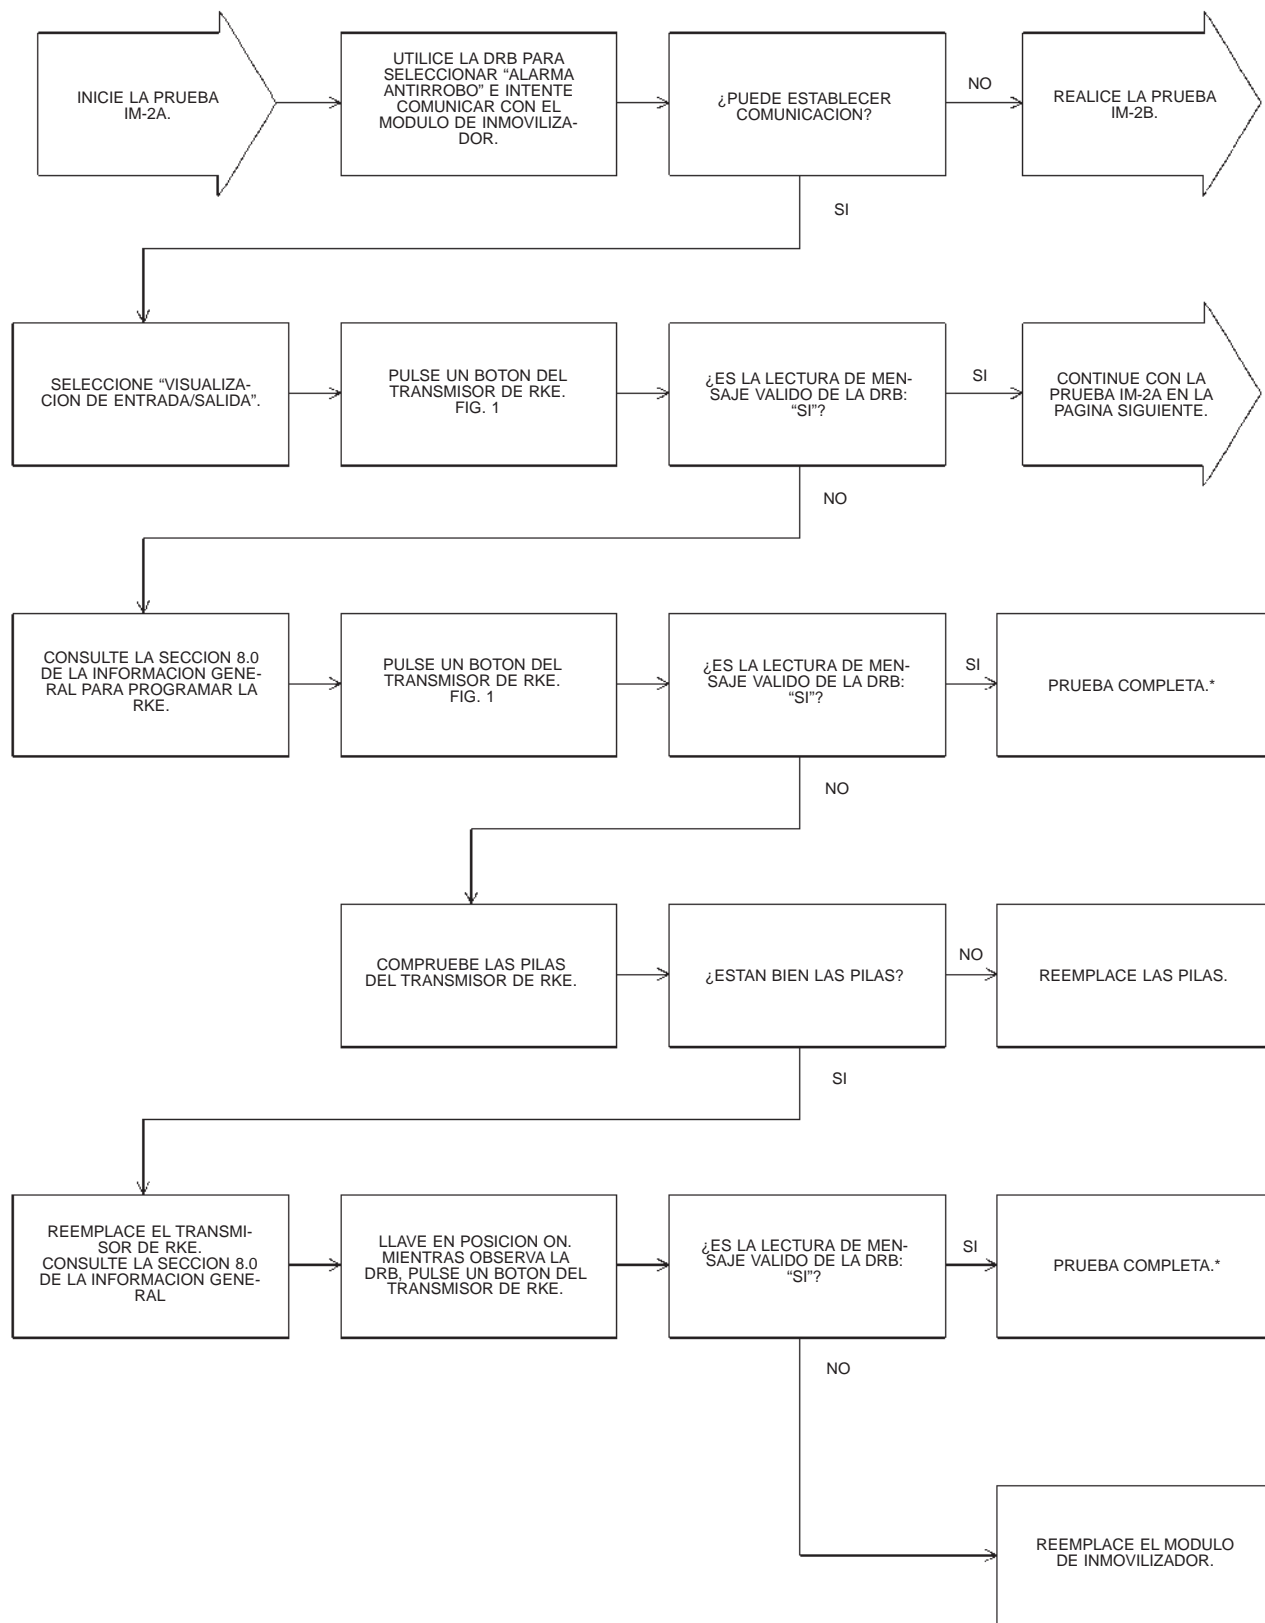 INICIE LA PRUEBA
IM-2A.
UTILICE LA DRB PARA
SELECCIONAR “ALARMA
ANTIRROBO” E INTENTE
COMUNICAR CON EL
MODULO DE INMOVILIZA-
DOR.
¿PUEDE ESTABLECER
COMUNICACION?
NO
REALICE LA PRUEBA
IM-2B.
SI
SELECCIONE “VISUALIZA-
CION DE ENTRADA/SALIDA”.
PULSE UN BOTON DEL
TRANSMISOR DE RKE.
FIG. 1
¿ES LA LECTURA DE MEN-
SAJE VALIDO DE LA DRB:
“SI”?
SI
CONTINUE CON LA
PRUEBA IM-2A EN LA
PAGINA SIGUIENTE.
NO
CONSULTE LA SECCION 8.0
DE LA INFORMACION GENE-
RAL PARA PROGRAMAR LA
RKE.
PULSE UN BOTON DEL
TRANSMISOR DE RKE.
FIG. 1
¿ES LA LECTURA DE MEN-
SAJE VALIDO DE LA DRB:
“SI”?
SI
PRUEBA COMPLETA.*
NO
COMPRUEBE LAS PILAS
DEL TRANSMISOR DE RKE.
¿ESTAN BIEN LAS PILAS?
NO
REEMPLACE LAS PILAS.
SI
REEMPLACE EL TRANSMI-
SOR DE RKE.
CONSULTE LA SECCION 8.0
DE LA INFORMACION GENE-
RAL
LLAVE EN POSICION ON.
MIENTRAS OBSERVA LA
DRB, PULSE UN BOTON DEL
TRANSMISOR DE RKE.
¿ES LA LECTURA DE MEN-
SAJE VALIDO DE LA DRB:
“SI”?
SI
PRUEBA COMPLETA.*
NO
REEMPLACE EL MODULO
DE INMOVILIZADOR.